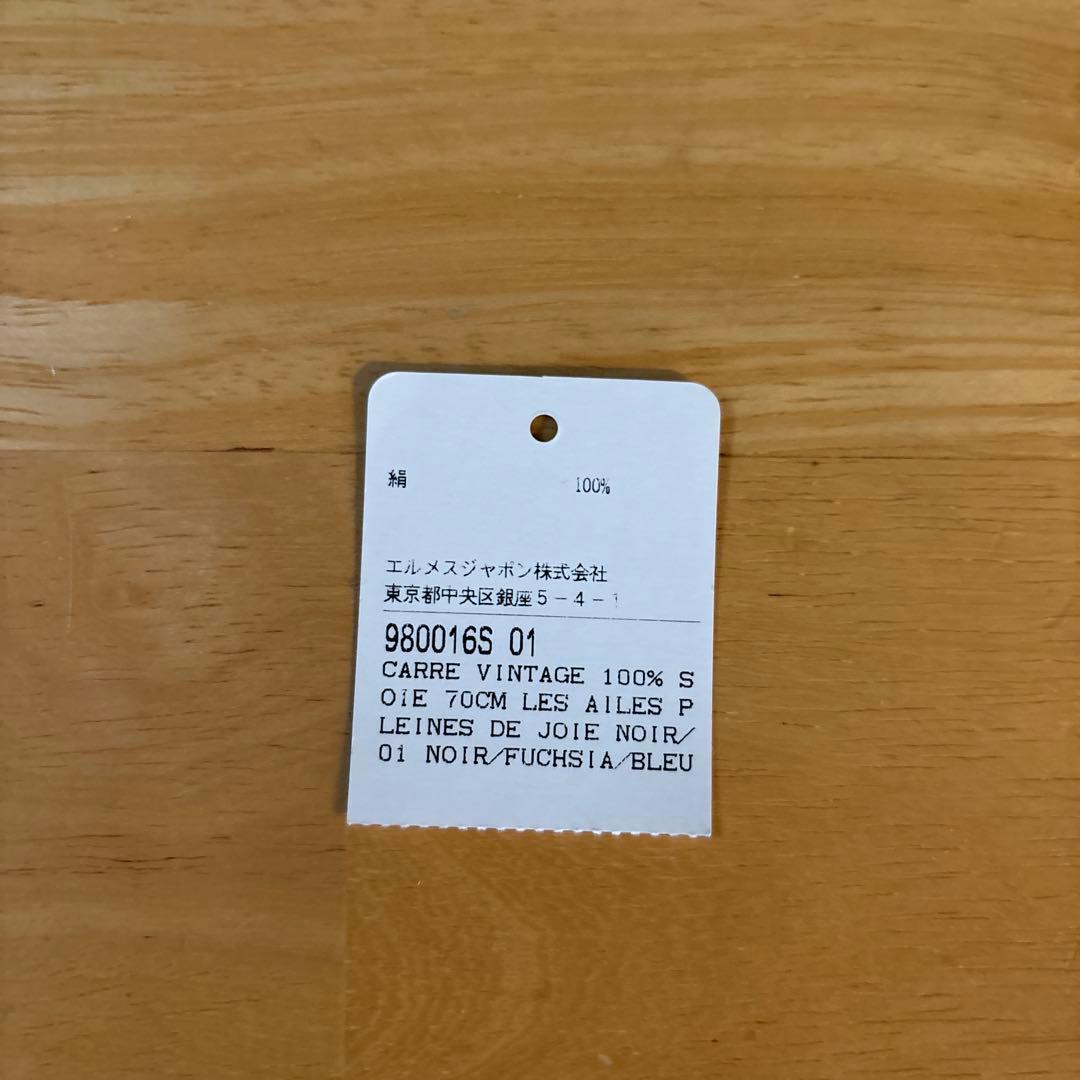 絹 100%
エルメスジャポン株式会社
東京都中央区銀座5-4-1
980016S 01
CARRE VINTAGE 100% S
OIE 70CM LES AILES P
LEINES DE JOIE NOIR/
01 NOIR/FUCHSIA/BLEU